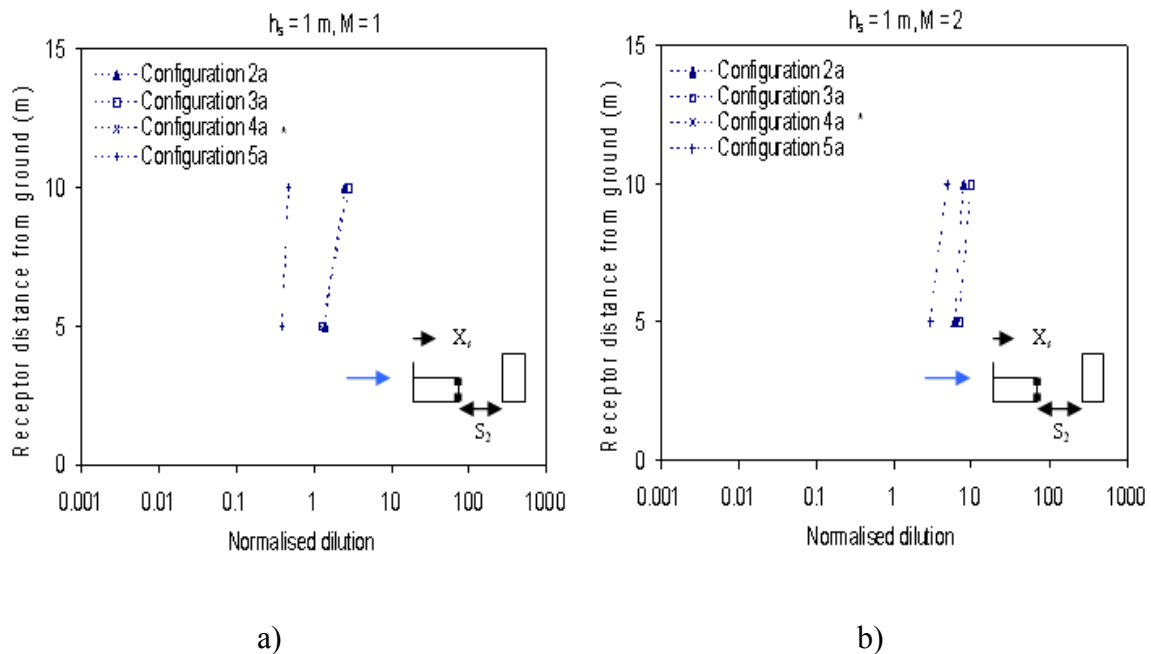 hₛ = 1 m, M = 1
15
Configuration 2a
Configuration 3a
Configuration 4a *
Configuration 5a
10
5
0
Receptor distance from ground (m)
Xₛ
S₂
0.001 0.01 0.1 1 10 100 1000
Normalised dilution
a)
hₛ = 1 m, M = 2
15
Configuration 2a
Configuration 3a
Configuration 4a *
Configuration 5a
10
5
0
Receptor distance from ground (m)
Xₛ
S₂
0.001 0.01 0.1 1 10 100 1000
Normalised dilution
b)